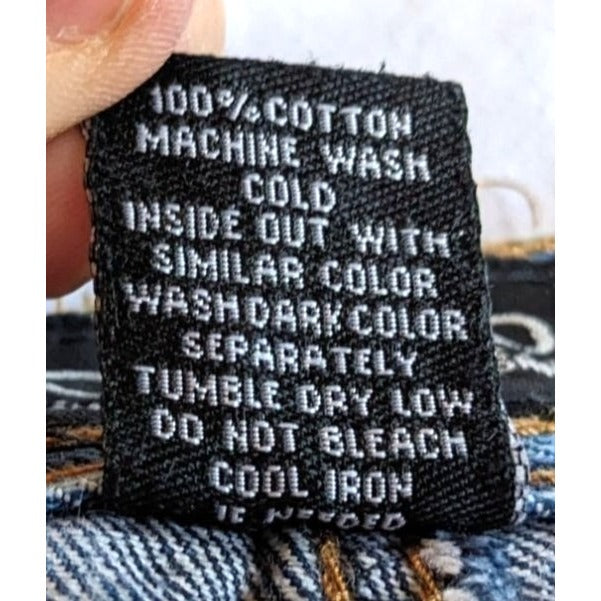 100% COTTON
MACHINE WASH
COLD
INSIDE OUT WITH
SIMILAR COLOR
WASH DARK COLOR
SEPARATELY
TUMBLE DRY LOW
DO NOT BLEACH
COOL IRON
IF NEEDED